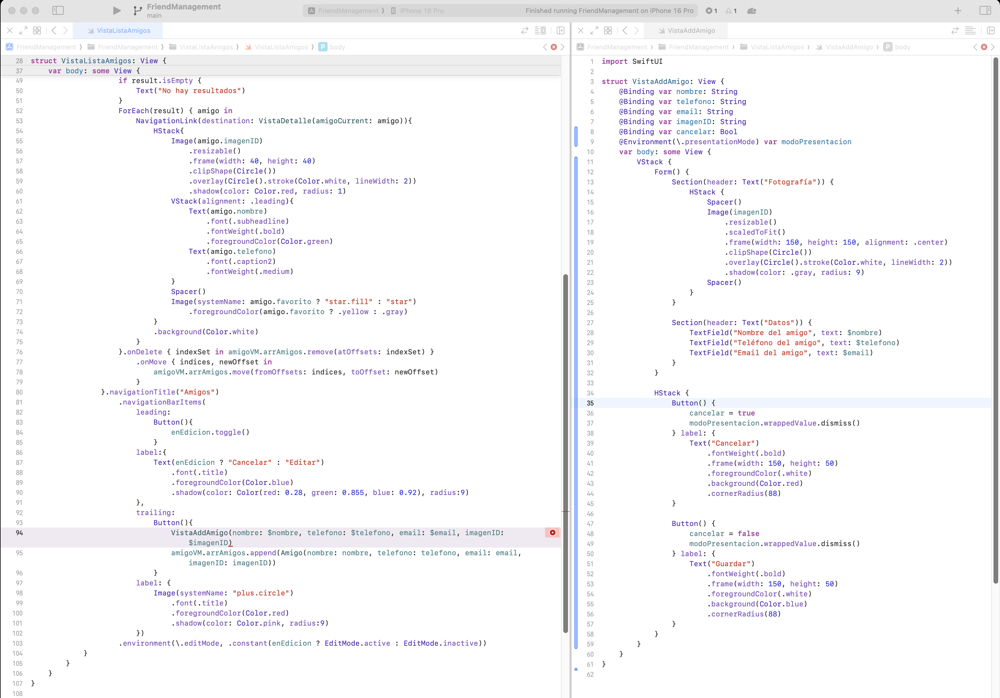 FriendManagement
main
FriendManagement ❯ iPhone 16 Pro
Finished running FriendManagement on iPhone 16 Pro
1
1
VistaListaAmigos
FriendManagement ❯ FriendManagement ❯ VistaListaAmigos ❯ VistaListaAmigos ❯ P body
28 struct VistaListaAmigos: View {
37     var body: some View {
49                     if result.isEmpty {
50                         Text("No hay resultados")
51                     }
52                     ForEach(result) { amigo in
53                         NavigationLink(destination: VistaDetalle(amigoCurrent: amigo)){
54                             HStack{
55                                 Image(amigo.imagenID)
56                                     .resizable()
57                                     .frame(width: 40, height: 40)
58                                     .clipShape(Circle())
59                                     .overlay(Circle().stroke(Color.white, lineWidth: 2))
60                                     .shadow(color: Color.red, radius: 1)
61                                 VStack(alignment: .leading){
62                                     Text(amigo.nombre)
63                                         .font(.subheadline)
64                                         .fontWeight(.bold)
65                                         .foregroundColor(Color.green)
66                                     Text(amigo.telefono)
67                                         .font(.caption2)
68                                         .fontWeight(.medium)
69                                 }
70                                 Spacer()
71                                 Image(systemName: amigo.favorito ? "star.fill" : "star")
72                                     .foregroundColor(amigo.favorito ? .yellow : .gray)
73                             }
74                             .background(Color.white)
75                         }
76                     }.onDelete { indexSet in amigoVM.arrAmigos.remove(atOffsets: indexSet) }
77                         .onMove { indices, newOffset in
78                             amigoVM.arrAmigos.move(fromOffsets: indices, toOffset: newOffset)
79                         }
80                 }.navigationTitle("Amigos")
81                     .navigationBarItems(
82                         leading:
83                             Button(){
84                                 enEdicion.toggle()
85                             }
86                         label:{
87                             Text(enEdicion ? "Cancelar" : "Editar")
88                                 .font(.title)
89                                 .foregroundColor(Color.blue)
90                                 .shadow(color: Color(red: 0.28, green: 0.855, blue: 0.92), radius:9)
91                         },
92                         trailing:
93                             Button(){
94                                 VistaAddAmigo(nombre: $nombre, telefono: $telefono, email: $email, imagenID:
                                    $imagenID)
95                                 amigoVM.arrAmigos.append(Amigo(nombre: nombre, telefono: telefono, email: email,
                                    imagenID: imagenID))
96                             }
97                         label: {
98                             Image(systemName: "plus.circle")
99                                 .font(.title)
100                                 .foregroundColor(Color.red)
101                                 .shadow(color: Color.pink, radius:9)
102                         })
103                     .environment(\.editMode, .constant(enEdicion ? EditMode.active : EditMode.inactive))
104             }
105         }
106     }
107 }
108
VistaAddAmigo
FriendManagement ❯ FriendManagement ❯ VistaListaAmigos ❯ VistaAddAmigo ❯ P body
1 import SwiftUI
2
3 struct VistaAddAmigo: View {
4     @Binding var nombre: String
5     @Binding var telefono: String
6     @Binding var email: String
7     @Binding var imagenID: String
8     @Binding var cancelar: Bool
9     @Environment(\.presentationMode) var modoPresentacion
10     var body: some View {
11         VStack {
12             Form() {
13                 Section(header: Text("Fotografía")) {
14                     HStack {
15                         Spacer()
16                         Image(imagenID)
17                             .resizable()
18                             .scaledToFit()
19                             .frame(width: 150, height: 150, alignment: .center)
20                             .clipShape(Circle())
21                             .overlay(Circle().stroke(Color.white, lineWidth: 2))
22                             .shadow(color: .gray, radius: 9)
23                         Spacer()
24                     }
25                 }
26
27                 Section(header: Text("Datos")) {
28                     TextField("Nombre del amigo", text: $nombre)
29                     TextField("Teléfono del amigo", text: $telefono)
30                     TextField("Email del amigo", text: $email)
31                 }
32             }
33
34             HStack {
35                 Button() {
36                     cancelar = true
37                     modoPresentacion.wrappedValue.dismiss()
38                 } label: {
39                     Text("Cancelar")
40                         .fontWeight(.bold)
41                         .frame(width: 150, height: 50)
42                         .foregroundColor(.white)
43                         .background(Color.red)
44                         .cornerRadius(88)
45                 }
46
47                 Button() {
48                     cancelar = false
49                     modoPresentacion.wrappedValue.dismiss()
50                 } label: {
51                     Text("Guardar")
52                         .fontWeight(.bold)
53                         .frame(width: 150, height: 50)
54                         .foregroundColor(.white)
55                         .background(Color.blue)
56                         .cornerRadius(88)
57                 }
58             }
59         }
60     }
61 }
62